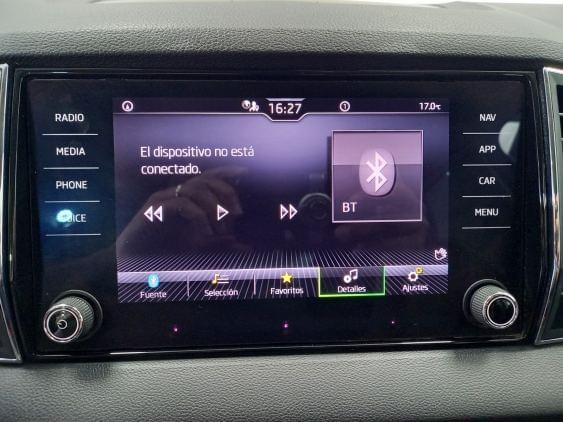 RADIO
MEDIA
PHONE
16:27
1
17.0°C
El dispositivo no está
conectado.
BT
Fuente
Selección
Favoritos
Detalles
Ajustes
NAV
APP
CAR
MENU